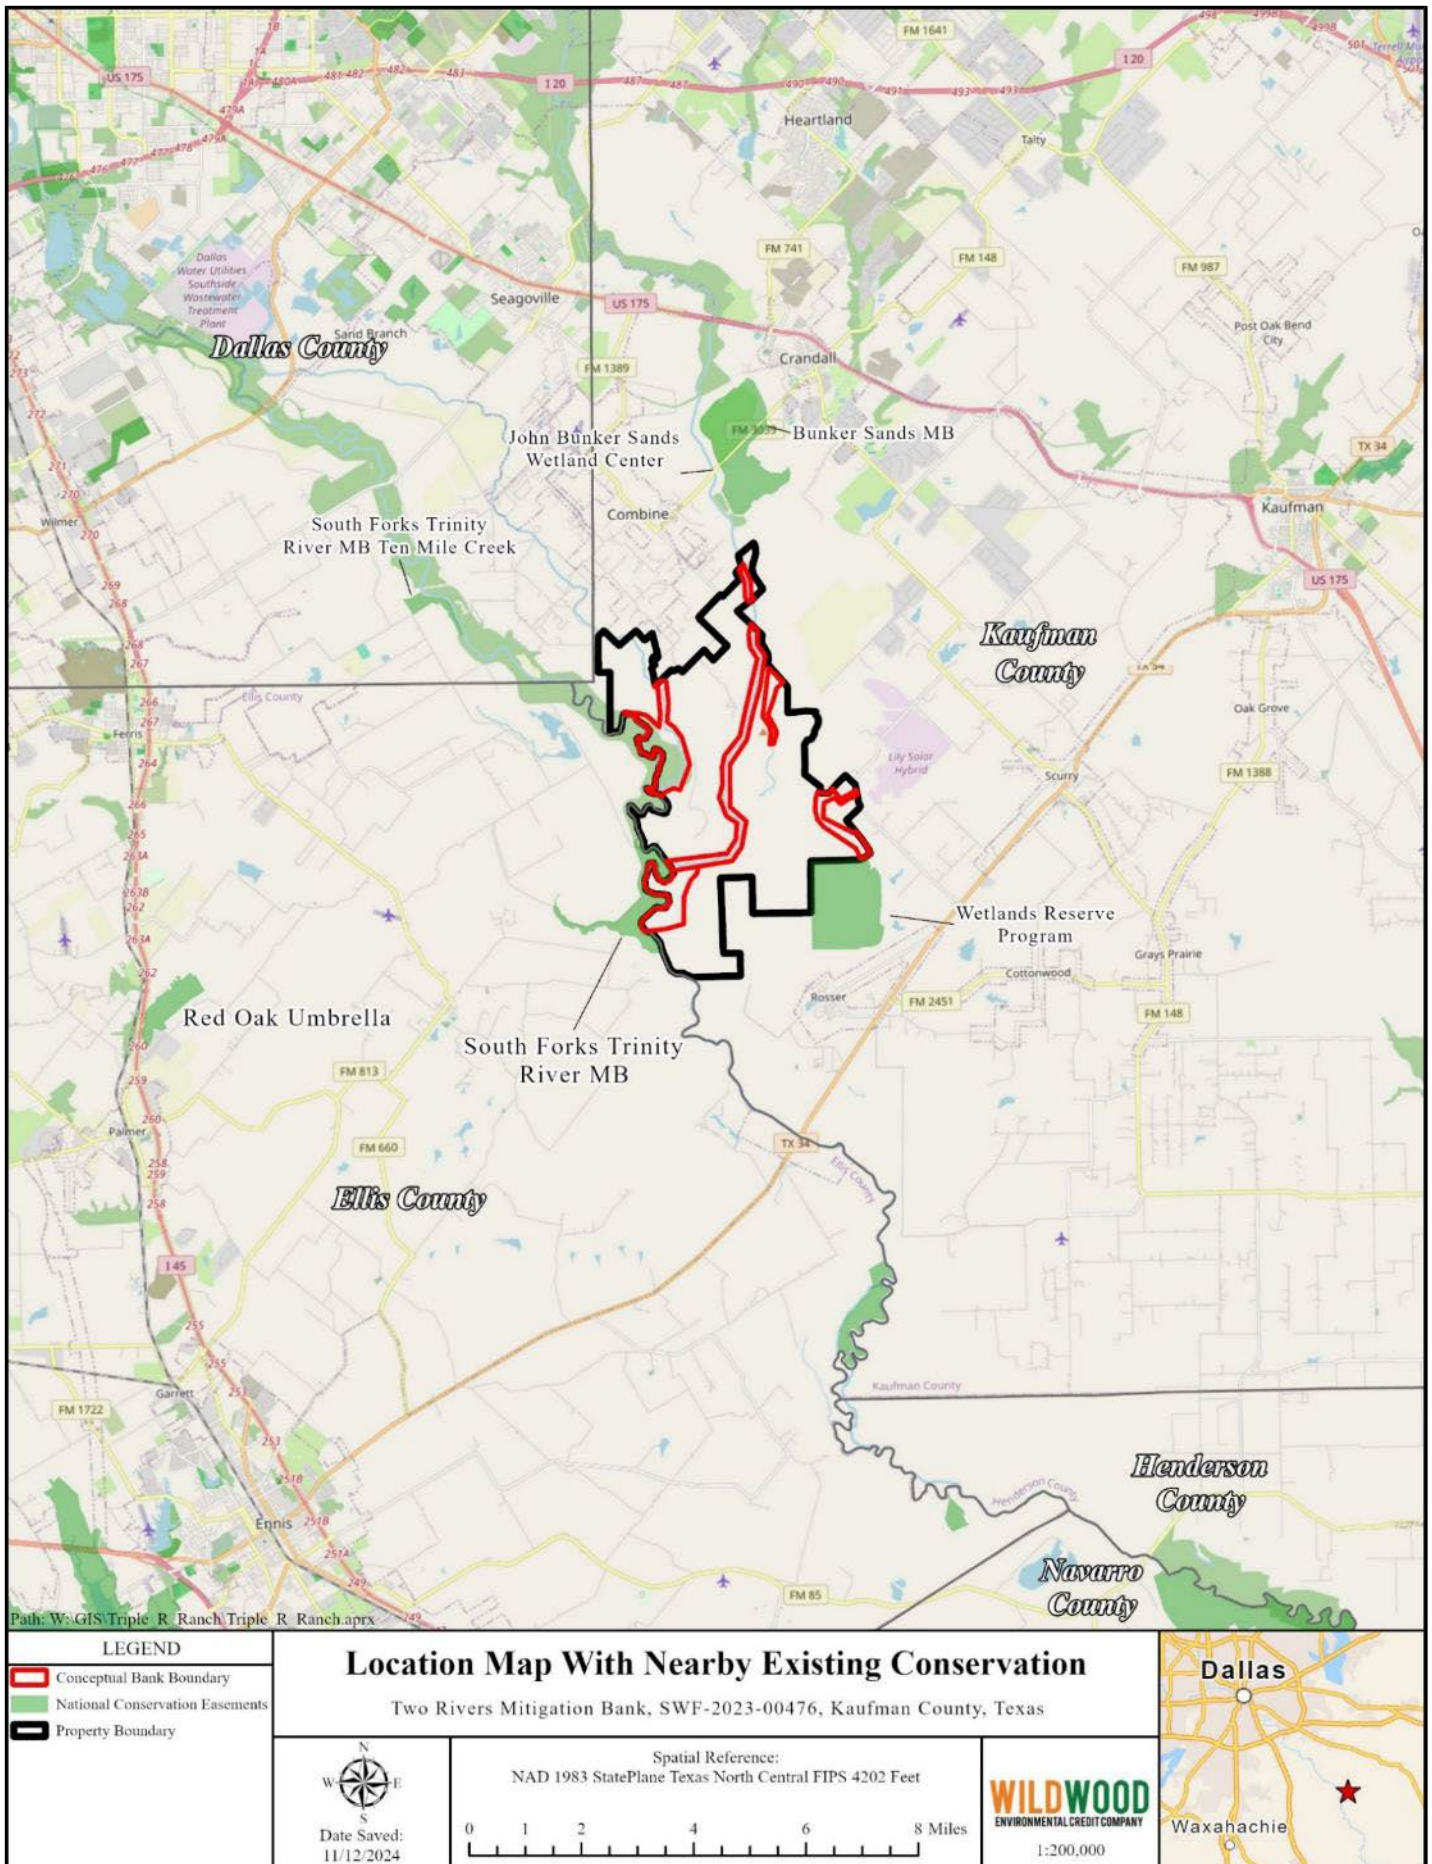 FM 1641
I 20
I 20
US 175
Heartland
Talty
Dallas
Water Utilities
Southside
Wastewater
Treatment
Plant
FM 741
FM 148
FM 987
Seagoville
US 175
Sand Branch
Dallas County
Post Oak Bend
City
FM 1389
Crandall
John Bunker Sands
Wetland Center
Bunker Sands MB
TX 34
Combine
Kaufman
Wilmer
South Forks Trinity
River MB Ten Mile Creek
US 175
Kaufman
County
Ellis County
Oak Grove
Ferris
Lily Solar
Hybrid
Scurry
FM 1388
Wetlands Reserve
Program
Grays Prairie
Cottonwood
Rosser
FM 2451
FM 148
Red Oak Umbrella
South Forks Trinity
River MB
FM 813
Palmer
FM 660
TX 34
Ellis County
Ellis County
I 45
Kaufman County
Garrett
FM 1722
Henderson
County
Henderson County
Ennis
Navarro
County
FM 85
Path: W:\GIS\Triple_R_Ranch\Triple_R_Ranch.aprx
LEGEND
Conceptual Bank Boundary
National Conservation Easements
Property Boundary
Location Map With Nearby Existing Conservation
Two Rivers Mitigation Bank, SWF-2023-00476, Kaufman County, Texas
N
W E
S
Date Saved:
11/12/2024
Spatial Reference:
NAD 1983 StatePlane Texas North Central FIPS 4202 Feet
0 1 2 4 6 8 Miles
WILDWOOD
ENVIRONMENTAL CREDIT COMPANY
1:200,000
Dallas
Waxahachie